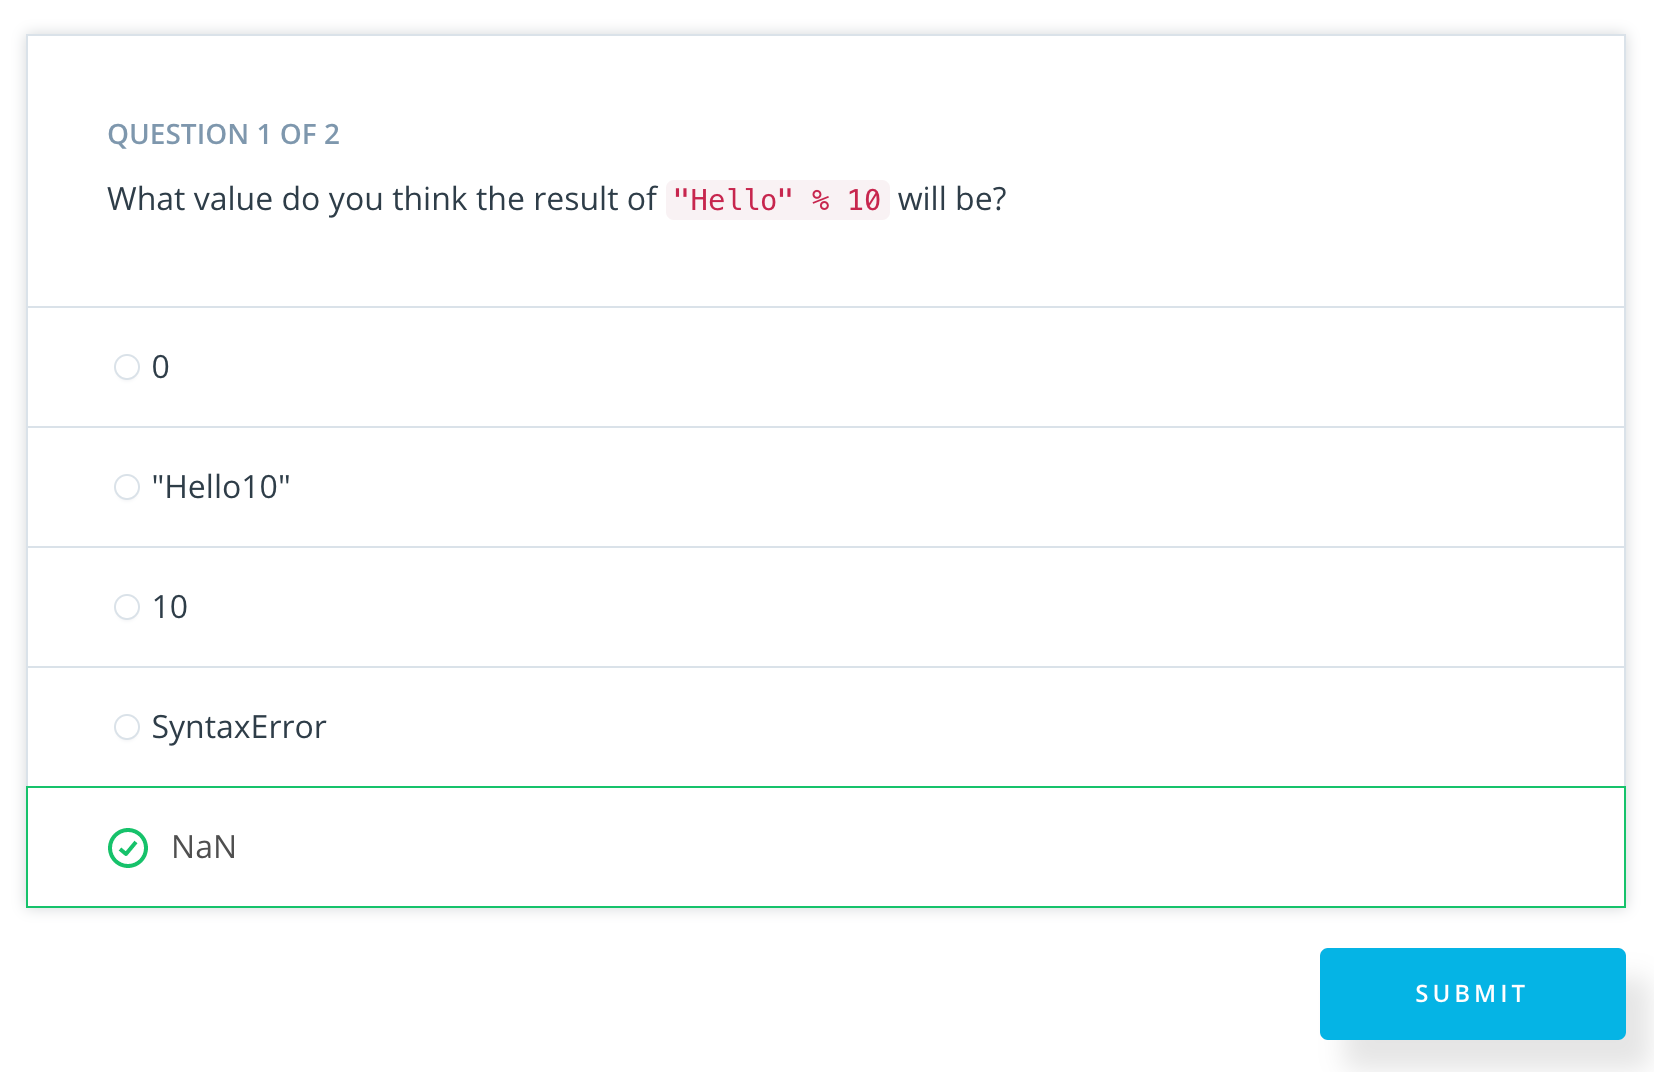 QUESTION 1 OF 2
What value do you think the result of "Hello" % 10 will be?
0
"Hello10"
10
SyntaxError
NaN
SUBMIT